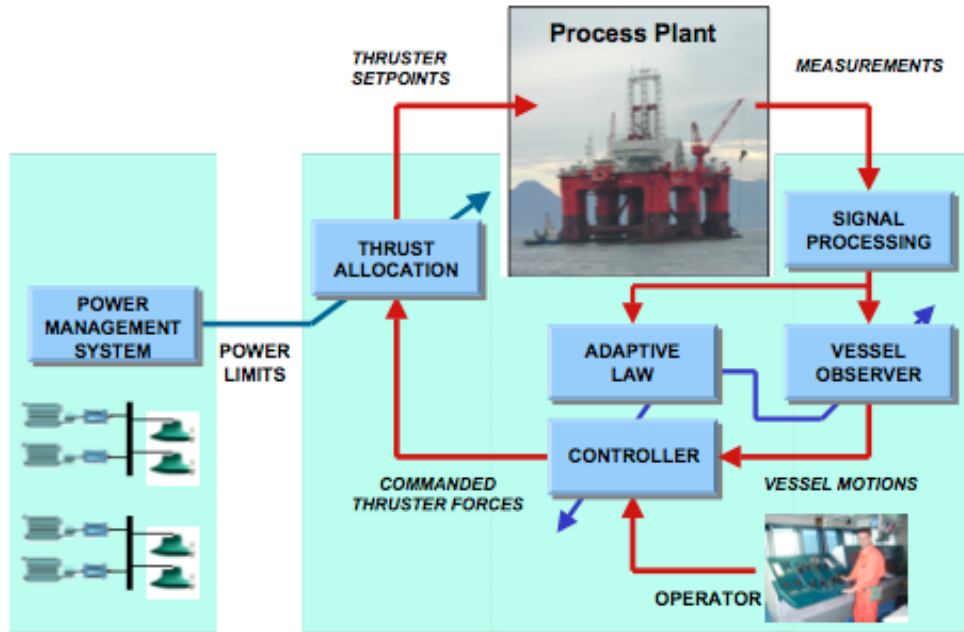 Process Plant
THRUSTER
SETPOINTS
MEASUREMENTS
THRUST
ALLOCATION
SIGNAL
PROCESSING
POWER
MANAGEMENT
SYSTEM
POWER
LIMITS
ADAPTIVE
LAW
VESSEL
OBSERVER
CONTROLLER
COMMANDED
THRUSTER FORCES
VESSEL MOTIONS
OPERATOR